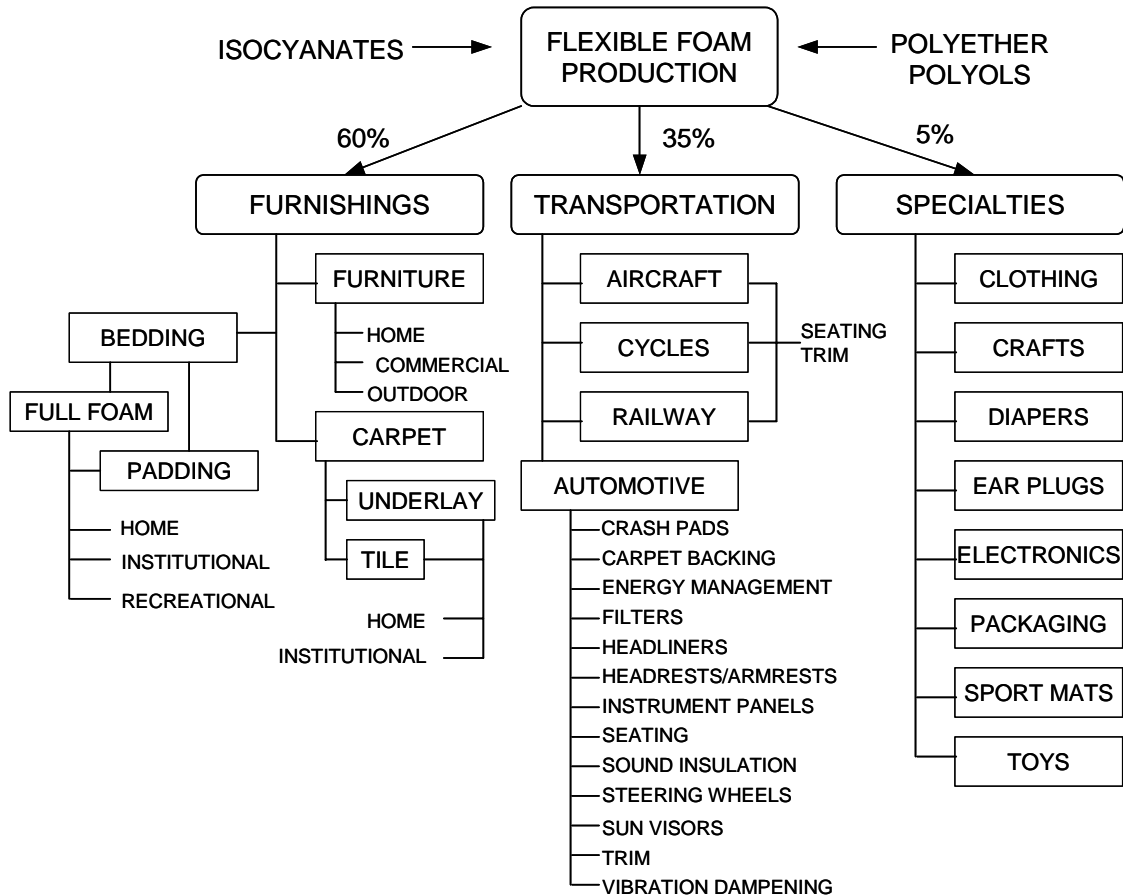 ISOCYANATES
FLEXIBLE FOAM
PRODUCTION
POLYETHER
POLYOLS
60%
35%
5%
FURNISHINGS
FURNITURE
HOME
COMMERCIAL
OUTDOOR
BEDDING
FULL FOAM
PADDING
HOME
INSTITUTIONAL
RECREATIONAL
CARPET
UNDERLAY
TILE
HOME
INSTITUTIONAL
TRANSPORTATION
AIRCRAFT
CYCLES
RAILWAY
SEATING
TRIM
AUTOMOTIVE
CRASH PADS
CARPET BACKING
ENERGY MANAGEMENT
FILTERS
HEADLINERS
HEADRESTS/ARMRESTS
INSTRUMENT PANELS
SEATING
SOUND INSULATION
STEERING WHEELS
SUN VISORS
TRIM
VIBRATION DAMPENING
SPECIALTIES
CLOTHING
CRAFTS
DIAPERS
EAR PLUGS
ELECTRONICS
PACKAGING
SPORT MATS
TOYS